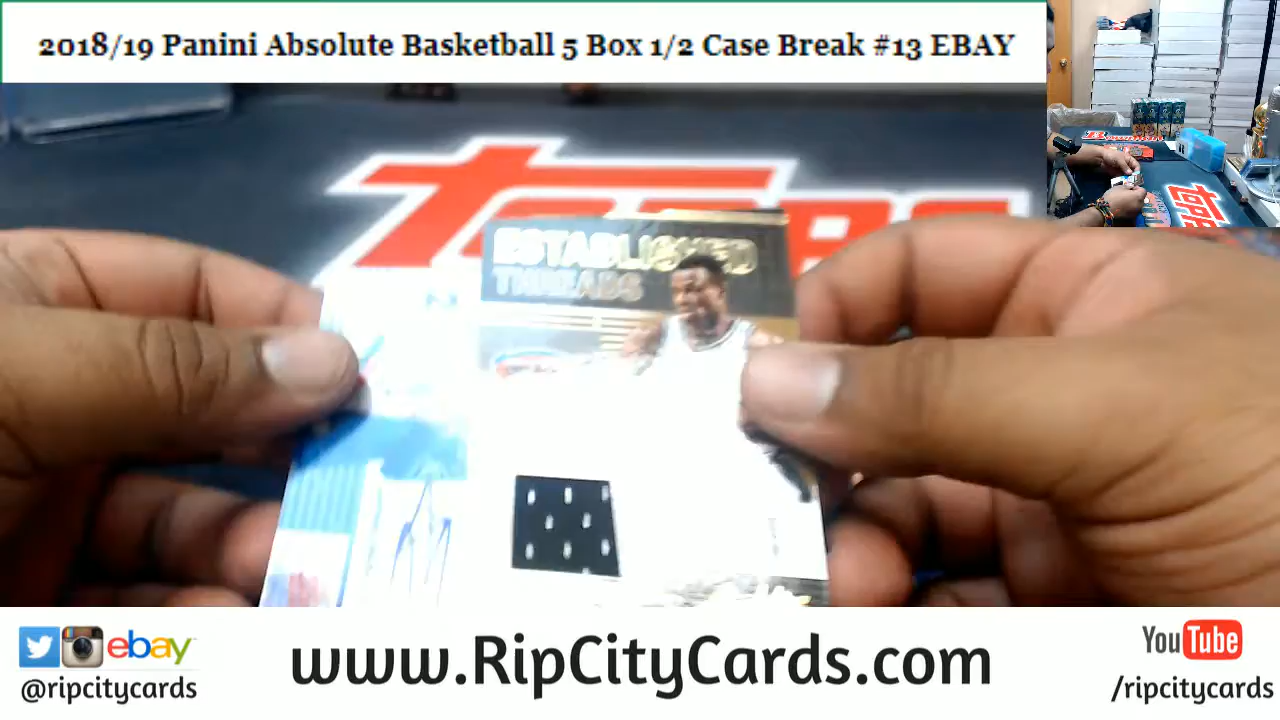 2018/19 Panini Absolute Basketball 5 Box 1/2 Case Break #13 EBAY
Topps
ESTABLISHED
THREADS
ebay
@ripcitycards
www.RipCityCards.com
YouTube
/ripcitycards